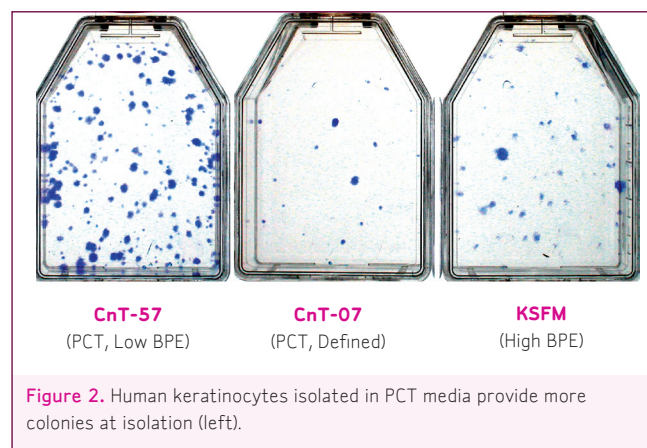 CnT-57
(PCT, Low BPE)
CnT-07
(PCT, Defined)
KSFM
(High BPE)
Figure 2. Human keratinocytes isolated in PCT media provide more
colonies at isolation (left).